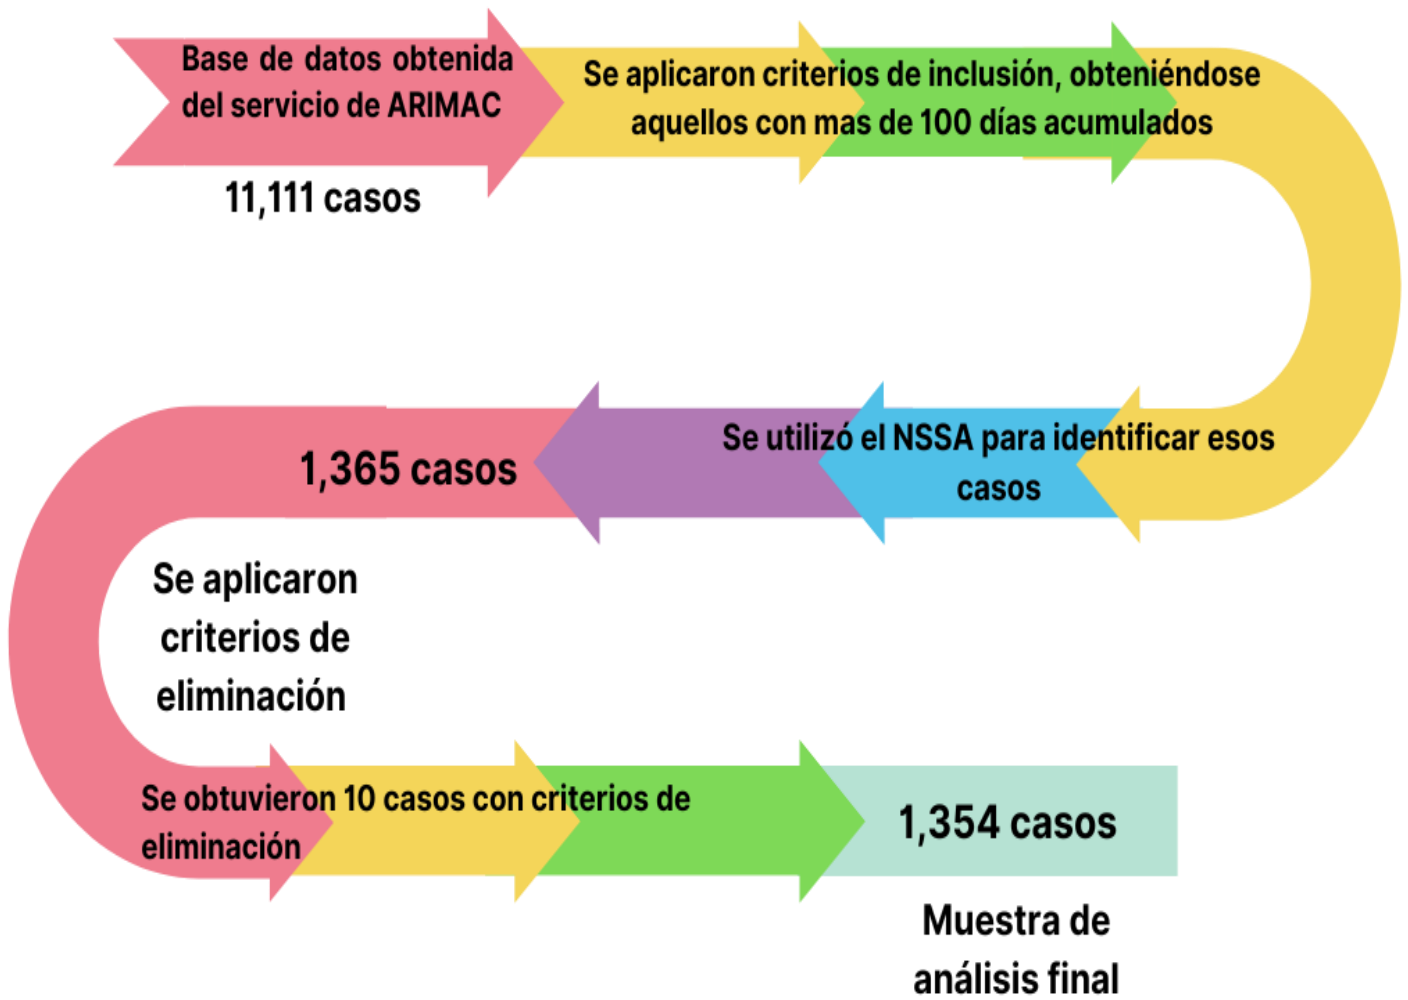 Base de datos obtenida
del servicio de ARIMAC
11,111 casos
Se aplicaron criterios de inclusión, obteniéndose
aquellos con mas de 100 días acumulados
Se utilizó el NSSA para identificar esos
casos
1,365 casos
Se aplicaron
criterios de
eliminación
Se obtuvieron 10 casos con criterios de
eliminación
1,354 casos
Muestra de
análisis final